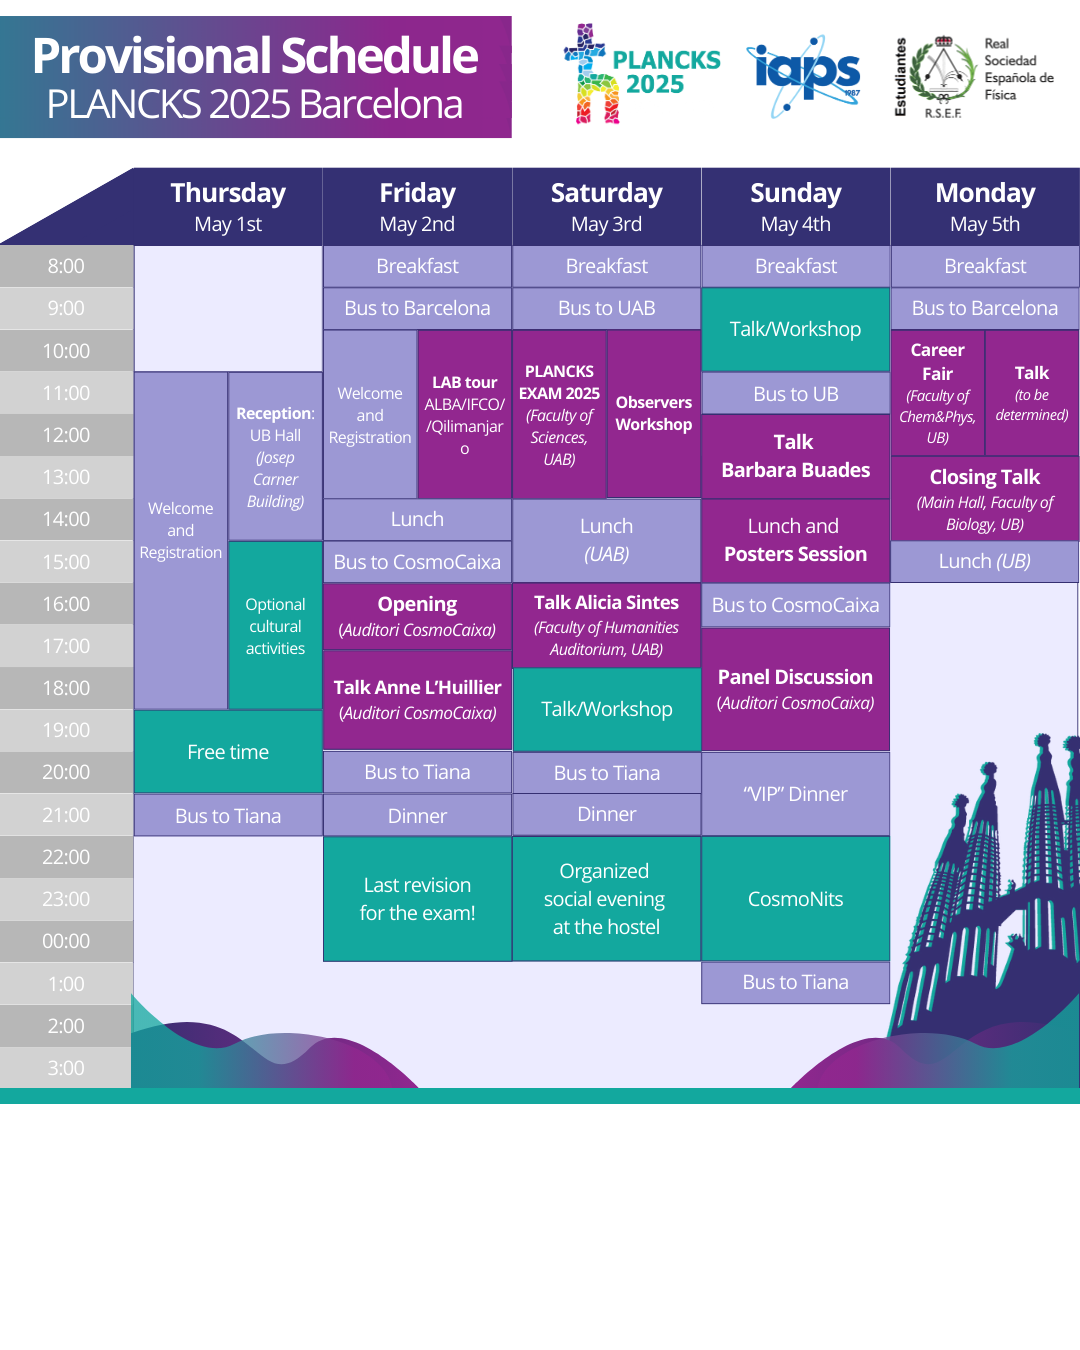 Provisional Schedule
PLANCKS 2025 Barcelona
PLANCKS
2025
iaps
1987
Estudiantes
R.S.E.F.
Real
Sociedad
Española de
Física
Thursday
May 1st
Friday
May 2nd
Saturday
May 3rd
Sunday
May 4th
Monday
May 5th
8:00
9:00
10:00
11:00
12:00
13:00
14:00
15:00
16:00
17:00
18:00
19:00
20:00
21:00
22:00
23:00
00:00
1:00
2:00
3:00
Welcome
and
Registration
Reception:
UB Hall
(Josep
Carner
Building)
Optional
cultural
activities
Free time
Bus to Tiana
Breakfast
Bus to Barcelona
Welcome
and
Registration
LAB tour
ALBA/IFCO/
/Qilimanjar
o
Lunch
Bus to CosmoCaixa
Opening
(Auditori CosmoCaixa)
Talk Anne L’Huillier
(Auditori CosmoCaixa)
Bus to Tiana
Dinner
Last revision
for the exam!
Breakfast
Bus to UAB
PLANCKS
EXAM 2025
(Faculty of
Sciences,
UAB)
Observers
Workshop
Lunch
(UAB)
Talk Alicia Sintes
(Faculty of Humanities
Auditorium, UAB)
Talk/Workshop
Bus to Tiana
Dinner
Organized
social evening
at the hostel
Breakfast
Talk/Workshop
Bus to UB
Talk
Barbara Buades
Lunch and
Posters Session
Bus to CosmoCaixa
Panel Discussion
(Auditori CosmoCaixa)
“VIP” Dinner
CosmoNits
Bus to Tiana
Breakfast
Bus to Barcelona
Career
Fair
(Faculty of
Chem&Phys,
UB)
Talk
(to be
determined)
Closing Talk
(Main Hall, Faculty of
Biology, UB)
Lunch (UB)